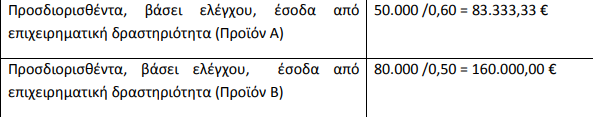 Προσδιορισθέντα, βάσει ελέγχου, έσοδα από
επιχειρηματική δραστηριότητα (Προϊόν Α)
50.000 /0,60 = 83.333,33 €
Προσδιορισθέντα, βάσει ελέγχου, έσοδα από
επιχειρηματική δραστηριότητα (Προϊόν Β)
80.000 /0,50 = 160.000,00 €